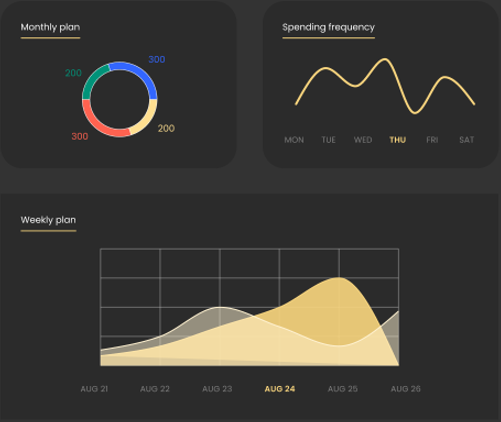 Monthly plan
300
200
200
300
Spending frequency
MON TUE WED THU FRI SAT
Weekly plan
AUG 21 AUG 22 AUG 23 AUG 24 AUG 25 AUG 26